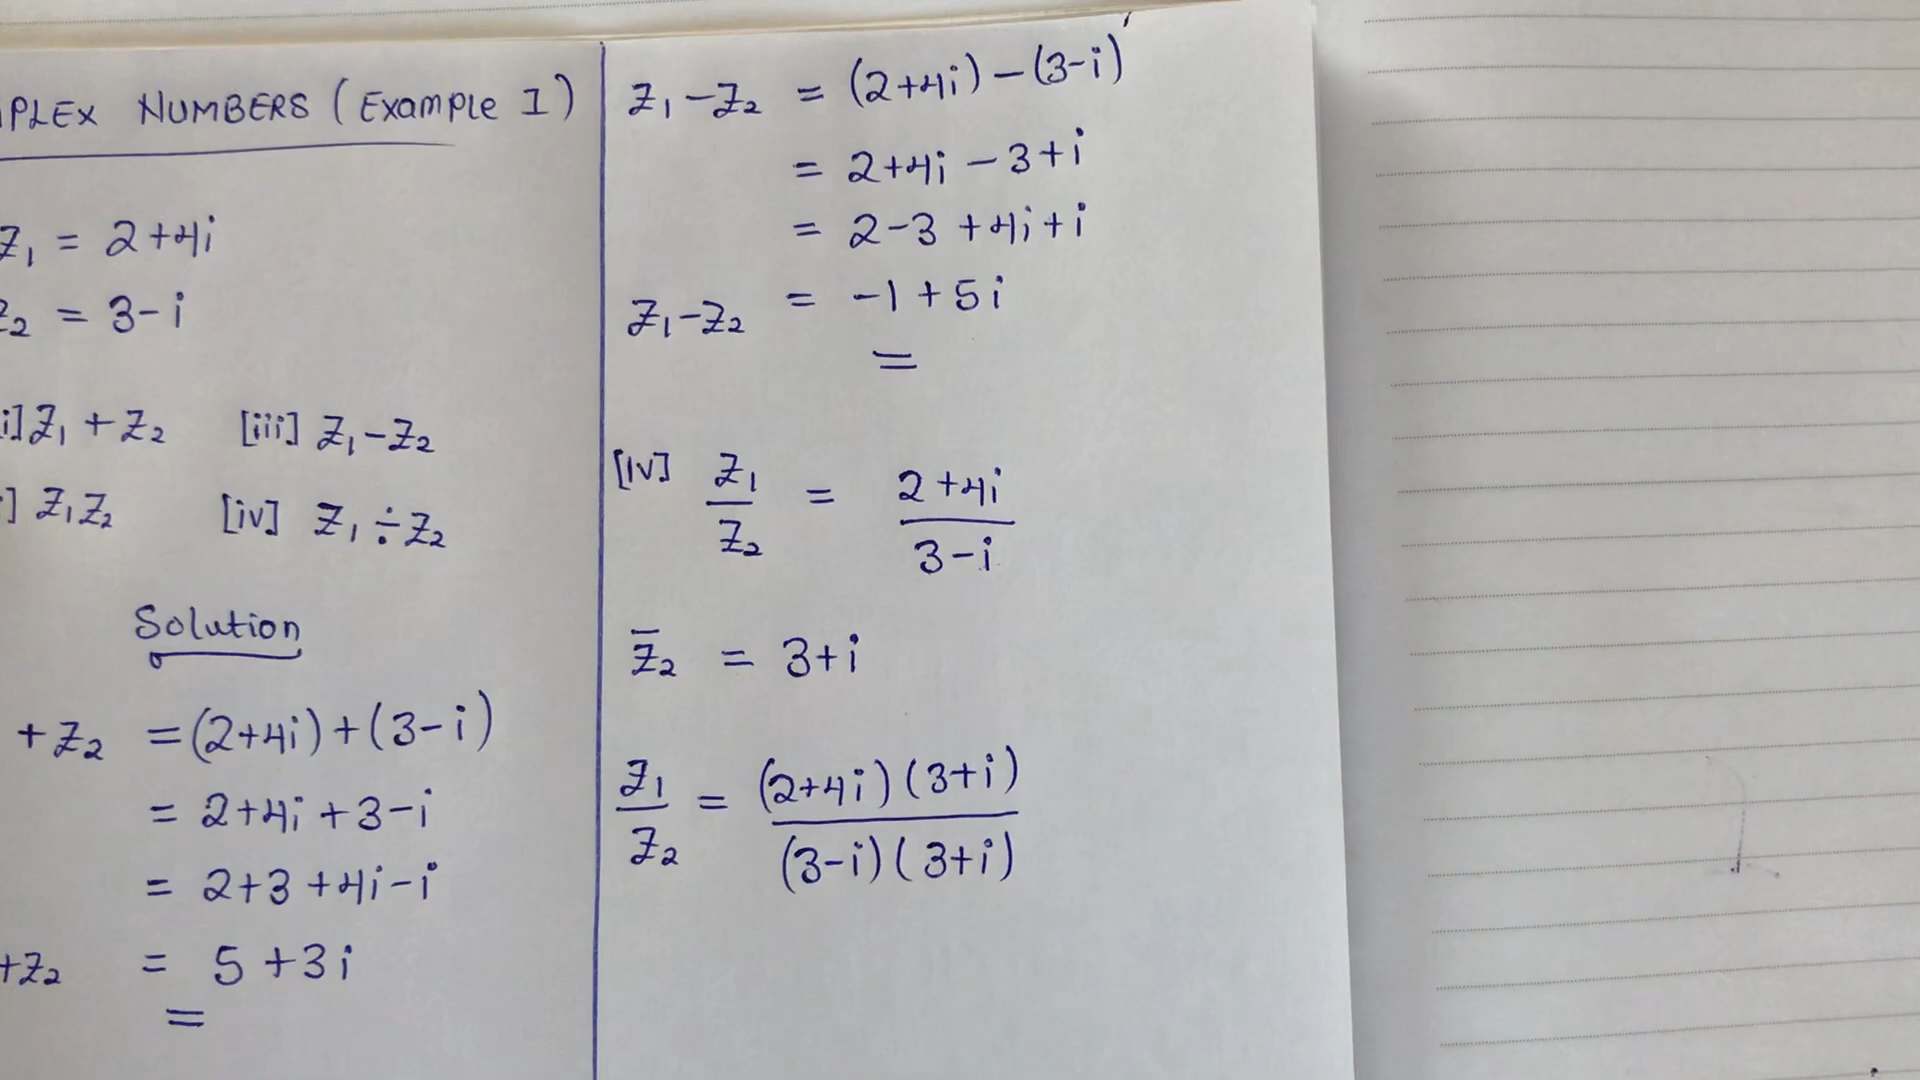 NUMBERS (Example 1)
Z₁ = 2+4i
Z₂ = 3-i
i] Z₁ + Z₂ [iii] Z₁-Z₂
] Z₁Z₂ [iv] Z₁ ÷ Z₂
Solution
+Z₂ = (2+4i)+(3-i)
= 2+4i+3-i
= 2+3+4i-i
+Z₂ = 5+3i
=
Z₁-Z₂ = (2+4i)-(3-i)
= 2+4i-3+i
= 2-3+4i+i
Z₁-Z₂ = -1+5i
=
[iv] Z₁/Z₂ = 2+4i/3-i
Z̄₂ = 3+i
Z₁/Z₂ = (2+4i)(3+i)/(3-i)(3+i)